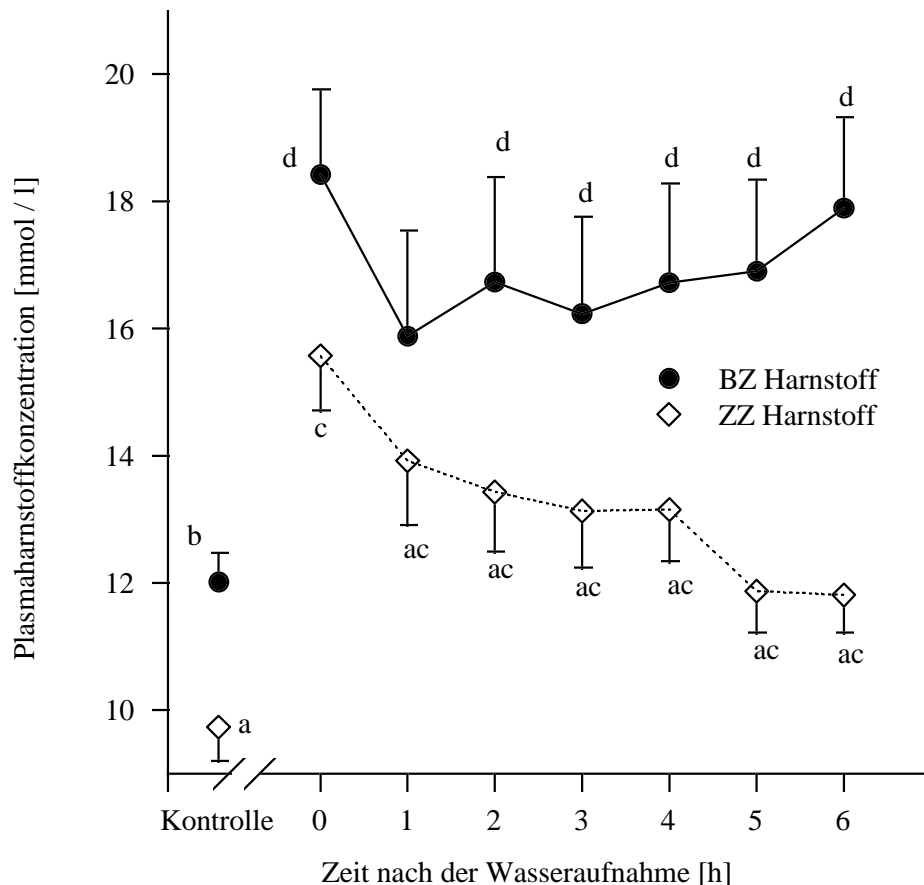 Plasmaharnstoffkonzentration [mmol / l]
20
18
16
14
12
10
d
d
d
d
d
d
BZ Harnstoff
ZZ Harnstoff
c
ac
ac
ac
ac
ac
ac
b
a
Kontrolle 0 1 2 3 4 5 6
Zeit nach der Wasseraufnahme [h]